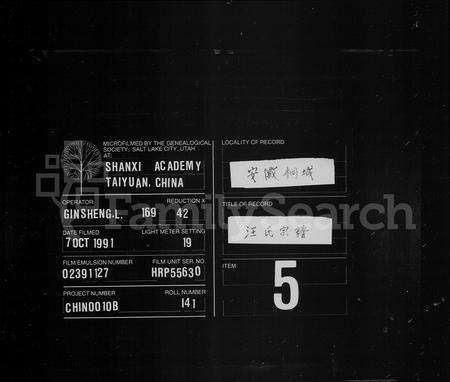 MICROFILMED BY THE GENEALOGICAL
SOCIETY, SALT LAKE CITY, UTAH
AT:
SHANXI ACADEMY
TAIYUAN, CHINA
OPERATOR
REDUCTION X
GINSHENG.L. 169 42
DATE FILMED
LIGHT METER SETTING
7 OCT 1991 19
FILM EMULSION NUMBER
FILM UNIT SER. NO.
02391127 HRP55630
PROJECT NUMBER
ROLL NUMBER
CHIN0010B 141
LOCALITY OF RECORD
安徽桐城
TITLE OF RECORD
汪氏宗譜
ITEM
5
FamilySearch